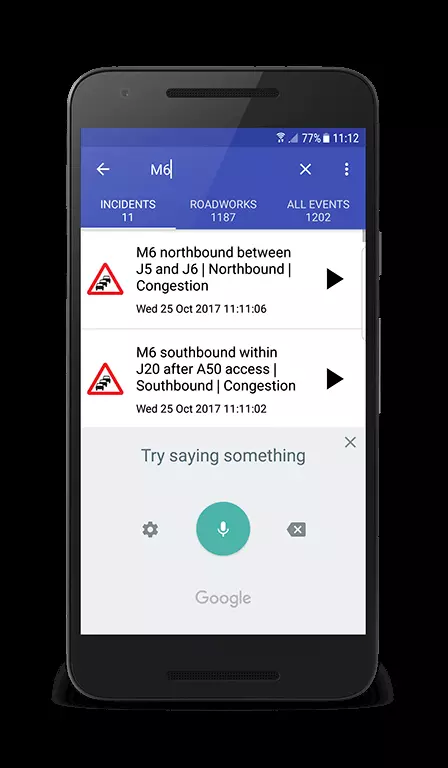 77% 11:12
M6
INCIDENTS
11
ROADWORKS
1187
ALL EVENTS
1202
M6 northbound between
J5 and J6 | Northbound |
Congestion
Wed 25 Oct 2017 11:11:06
M6 southbound within
J20 after A50 access |
Southbound | Congestion
Wed 25 Oct 2017 11:11:02
Try saying something
Google